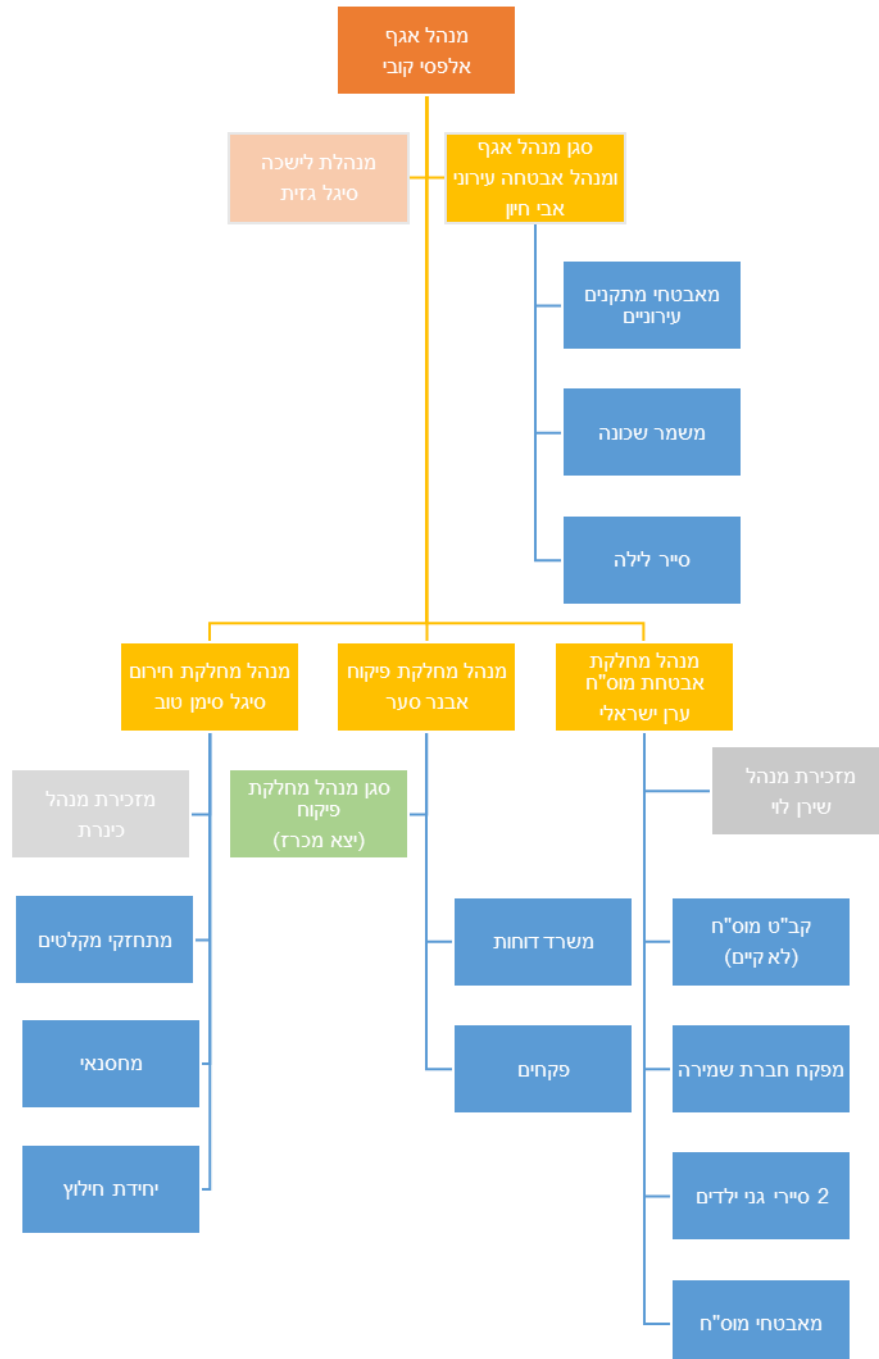 מנהל אגף
אלפסי קובי
סגן מנהל אגף
ומנהל אבטחה עירוני
אבי חיון
מנהלת לישכה
סיגל גזית
מאבטחי מתקנים
עירוניים
משמר שכונה
סייר לילה
מנהל מחלקת
אבטחת מוס"ח
ערן ישראלי
מנהל מחלקת פיקוח
אבנר סער
מנהל מחלקת חירום
סיגל סימן טוב
מזכירת מנהל
שירן לוי
סגן מנהל מחלקת
פיקוח
(יצא מכרז)
מזכירת מנהל
כינרת
קב"ט מוס"ח
(לא קיים)
משרד דוחות
מתחזקי מקלטים
מפקח חברת שמירה
פקחים
מחסנאי
2 סיירי גני ילדים
יחידת חילוץ
מאבטחי מוס"ח